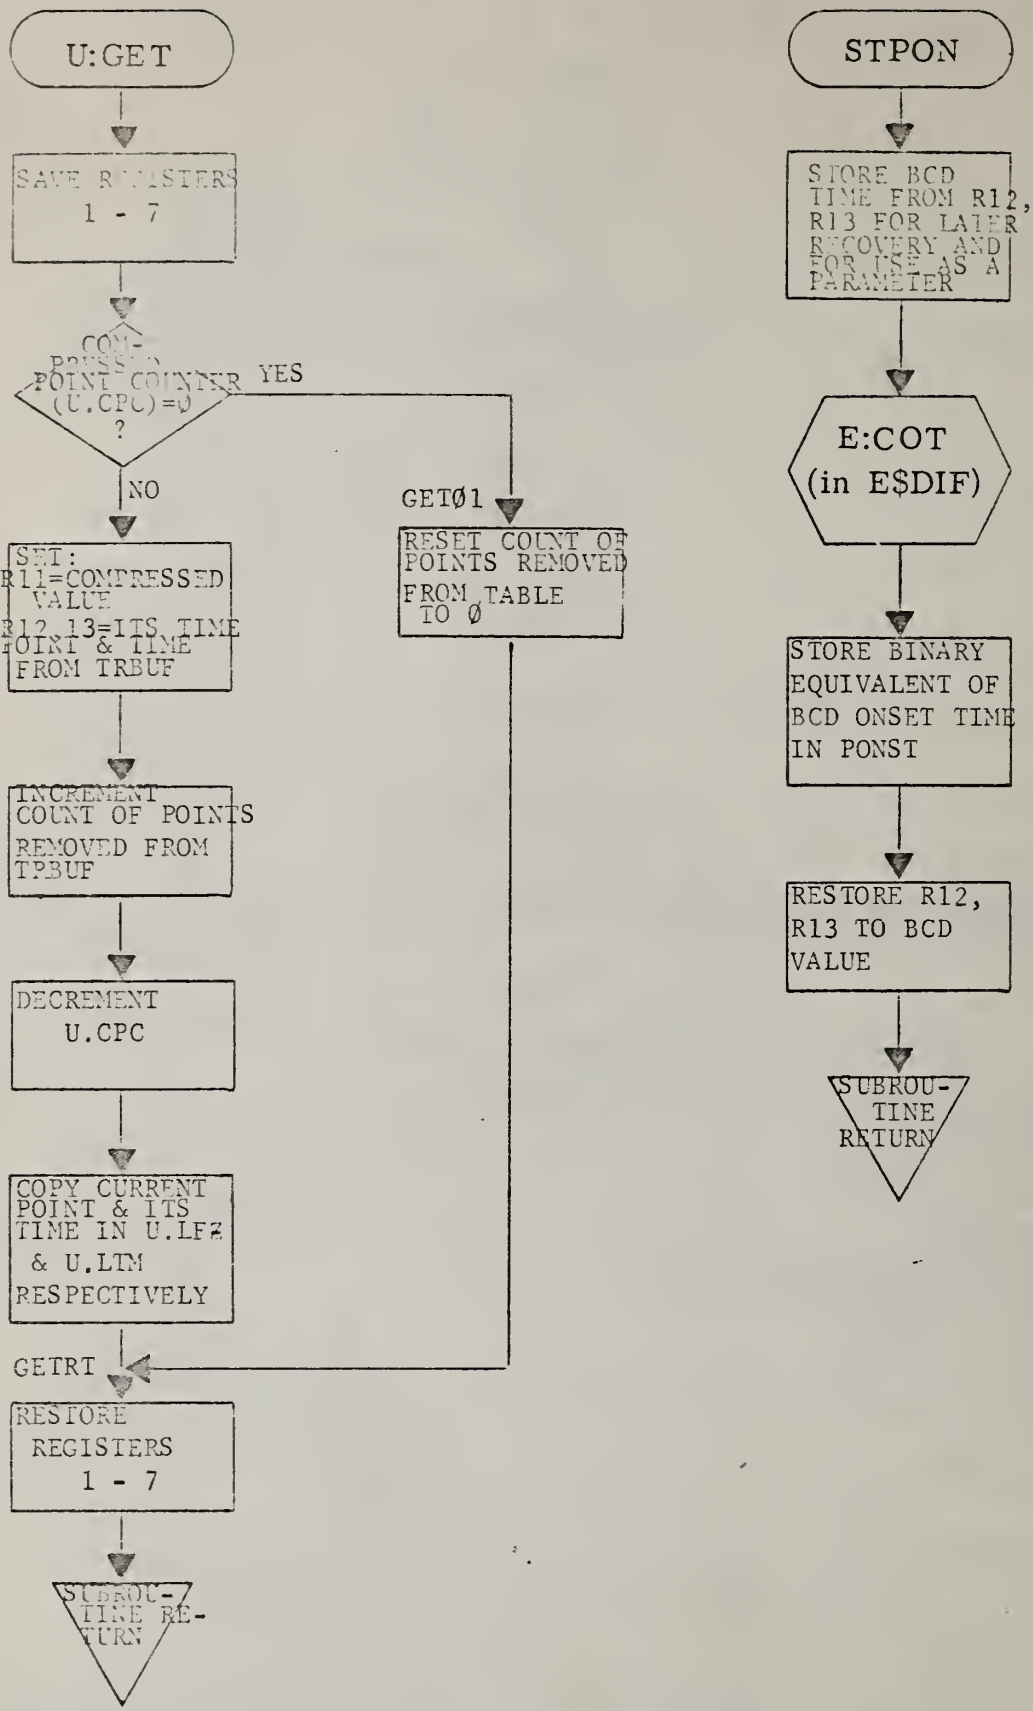 U:GET
SAVE REGISTERS
1 - 7
COM-
PRESSED
POINT COUNTER
(U.CPC)=Ø
?
YES
NO
SET:
R11=COMPRESSED
VALUE
R12,13=ITS TIME
POINT & TIME
FROM TRBUF
INCREMENT
COUNT OF POINTS
REMOVED FROM
TRBUF
DECREMENT
U.CPC
COPY CURRENT
POINT & ITS
TIME IN U.LFZ
& U.LTM
RESPECTIVELY
GETRT
RESTORE
REGISTERS
1 - 7
SUBROU-
TINE RE-
TURN
GETØ1
RESET COUNT OF
POINTS REMOVED
FROM TABLE
TO Ø
STPON
STORE BCD
TIME FROM R12,
R13 FOR LATER
RECOVERY AND
FOR USE AS A
PARAMETER
E:COT
(in E$DIF)
STORE BINARY
EQUIVALENT OF
BCD ONSET TIME
IN PONST
RESTORE R12,
R13 TO BCD
VALUE
SUBROU-
TINE
RETURN